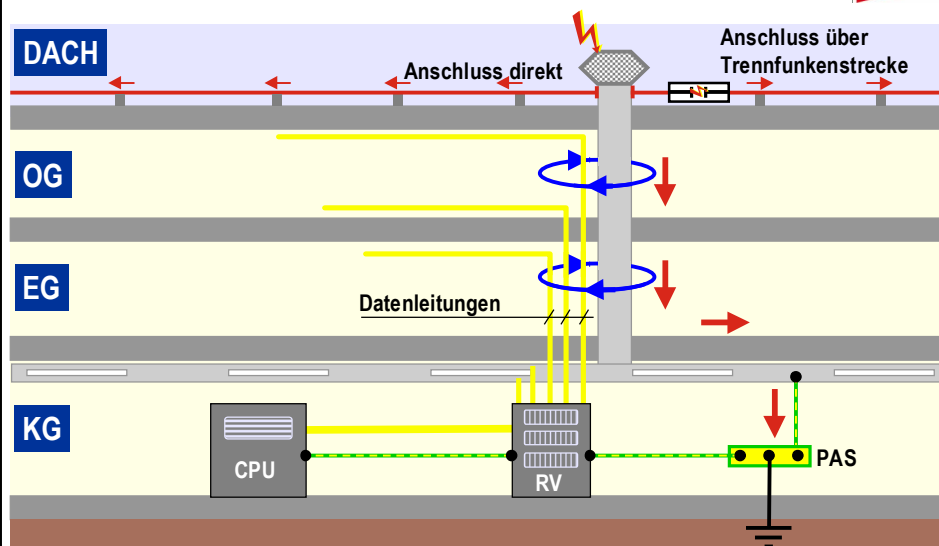 DACH
Anschluss direkt
Anschluss über
Trennfunkenstrecke
OG
EG
Datenleitungen
KG
CPU
RV
PAS